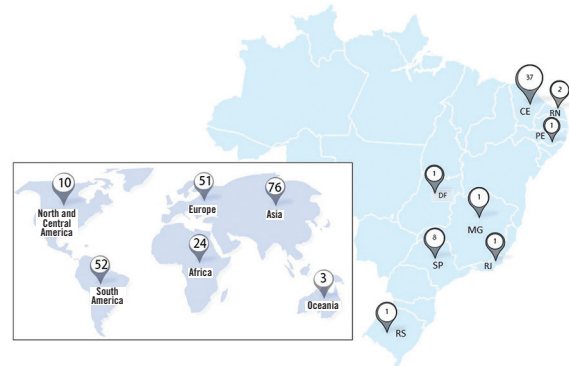 37
CE
2
RN
1
PE
1
DF
1
MG
8
SP
1
RJ
1
RS
10
North and
Central
America
51
Europe
76
Asia
24
Africa
52
South
America
3
Oceania